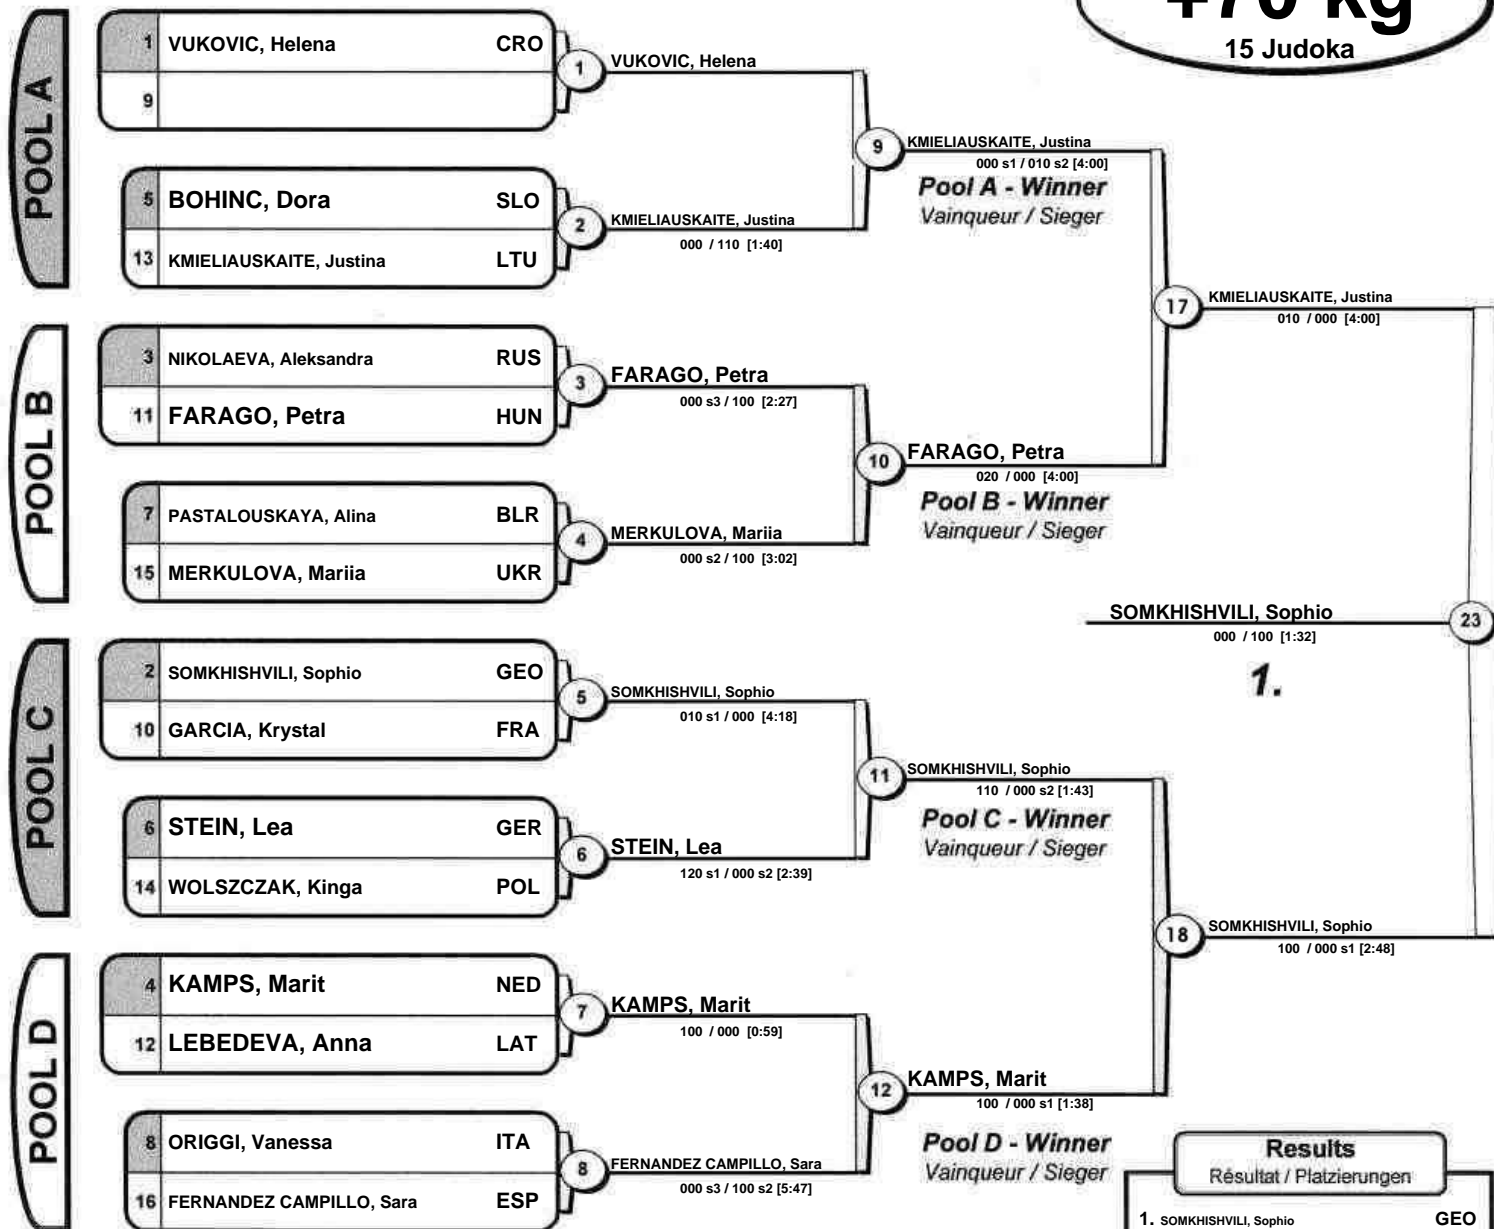 +70 kg
15 Judoka
POOL A
1 VUKOVIC, Helena CRO
9
1 VUKOVIC, Helena
5 BOHINC, Dora SLO
13 KMIELIAUSKAITE, Justina LTU
2 KMIELIAUSKAITE, Justina
000 / 110 [1:40]
9 KMIELIAUSKAITE, Justina
000 s1 / 010 s2 [4:00]
Pool A - Winner
Vainqueur / Sieger
POOL B
3 NIKOLAEVA, Aleksandra RUS
11 FARAGO, Petra HUN
3 FARAGO, Petra
000 s3 / 100 [2:27]
7 PASTALOUSKAYA, Alina BLR
15 MERKULOVA, Mariia UKR
4 MERKULOVA, Mariia
000 s2 / 100 [3:02]
10 FARAGO, Petra
020 / 000 [4:00]
Pool B - Winner
Vainqueur / Sieger
17 KMIELIAUSKAITE, Justina
010 / 000 [4:00]
SOMKHISHVILI, Sophio 23
000 / 100 [1:32]
1.
POOL C
2 SOMKHISHVILI, Sophio GEO
10 GARCIA, Krystal FRA
5 SOMKHISHVILI, Sophio
010 s1 / 000 [4:18]
6 STEIN, Lea GER
14 WOLSZCZAK, Kinga POL
6 STEIN, Lea
120 s1 / 000 s2 [2:39]
11 SOMKHISHVILI, Sophio
110 / 000 s2 [1:43]
Pool C - Winner
Vainqueur / Sieger
POOL D
4 KAMPS, Marit NED
12 LEBEDEVA, Anna LAT
7 KAMPS, Marit
100 / 000 [0:59]
8 ORIGGI, Vanessa ITA
16 FERNANDEZ CAMPILLO, Sara ESP
8 FERNANDEZ CAMPILLO, Sara
000 s3 / 100 s2 [5:47]
12 KAMPS, Marit
100 / 000 s1 [1:38]
Pool D - Winner
Vainqueur / Sieger
18 SOMKHISHVILI, Sophio
100 / 000 s1 [2:48]
Results
Résultat / Platzierungen
1. SOMKHISHVILI, Sophio GEO